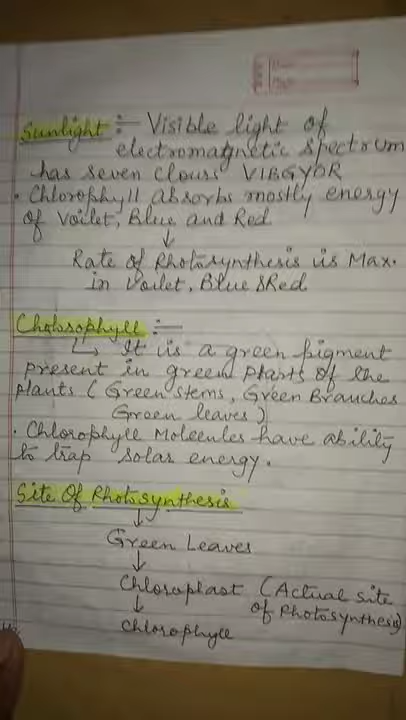 Sunlight :- Visible light of
electromagnetic spectrum
has seven clours VIBGYOR
• Chlorophyll absorbs mostly energy
of Voilet, Blue and Red
↓
Rate of Photosynthesis is Max.
in Voilet, Blue & Red.
Cholosophyll :-
↳ It is a green pigment
present in green parts of the
plants (Green stems, Green Branches
Green leaves)
• Chlorophyll Molecules have ability
to trap solar energy.
Site Of Photosynthesis
↓
Green Leaves
↓
Chloroplast (Actual site
of Photosynthesis)
↓
Chlorophyll